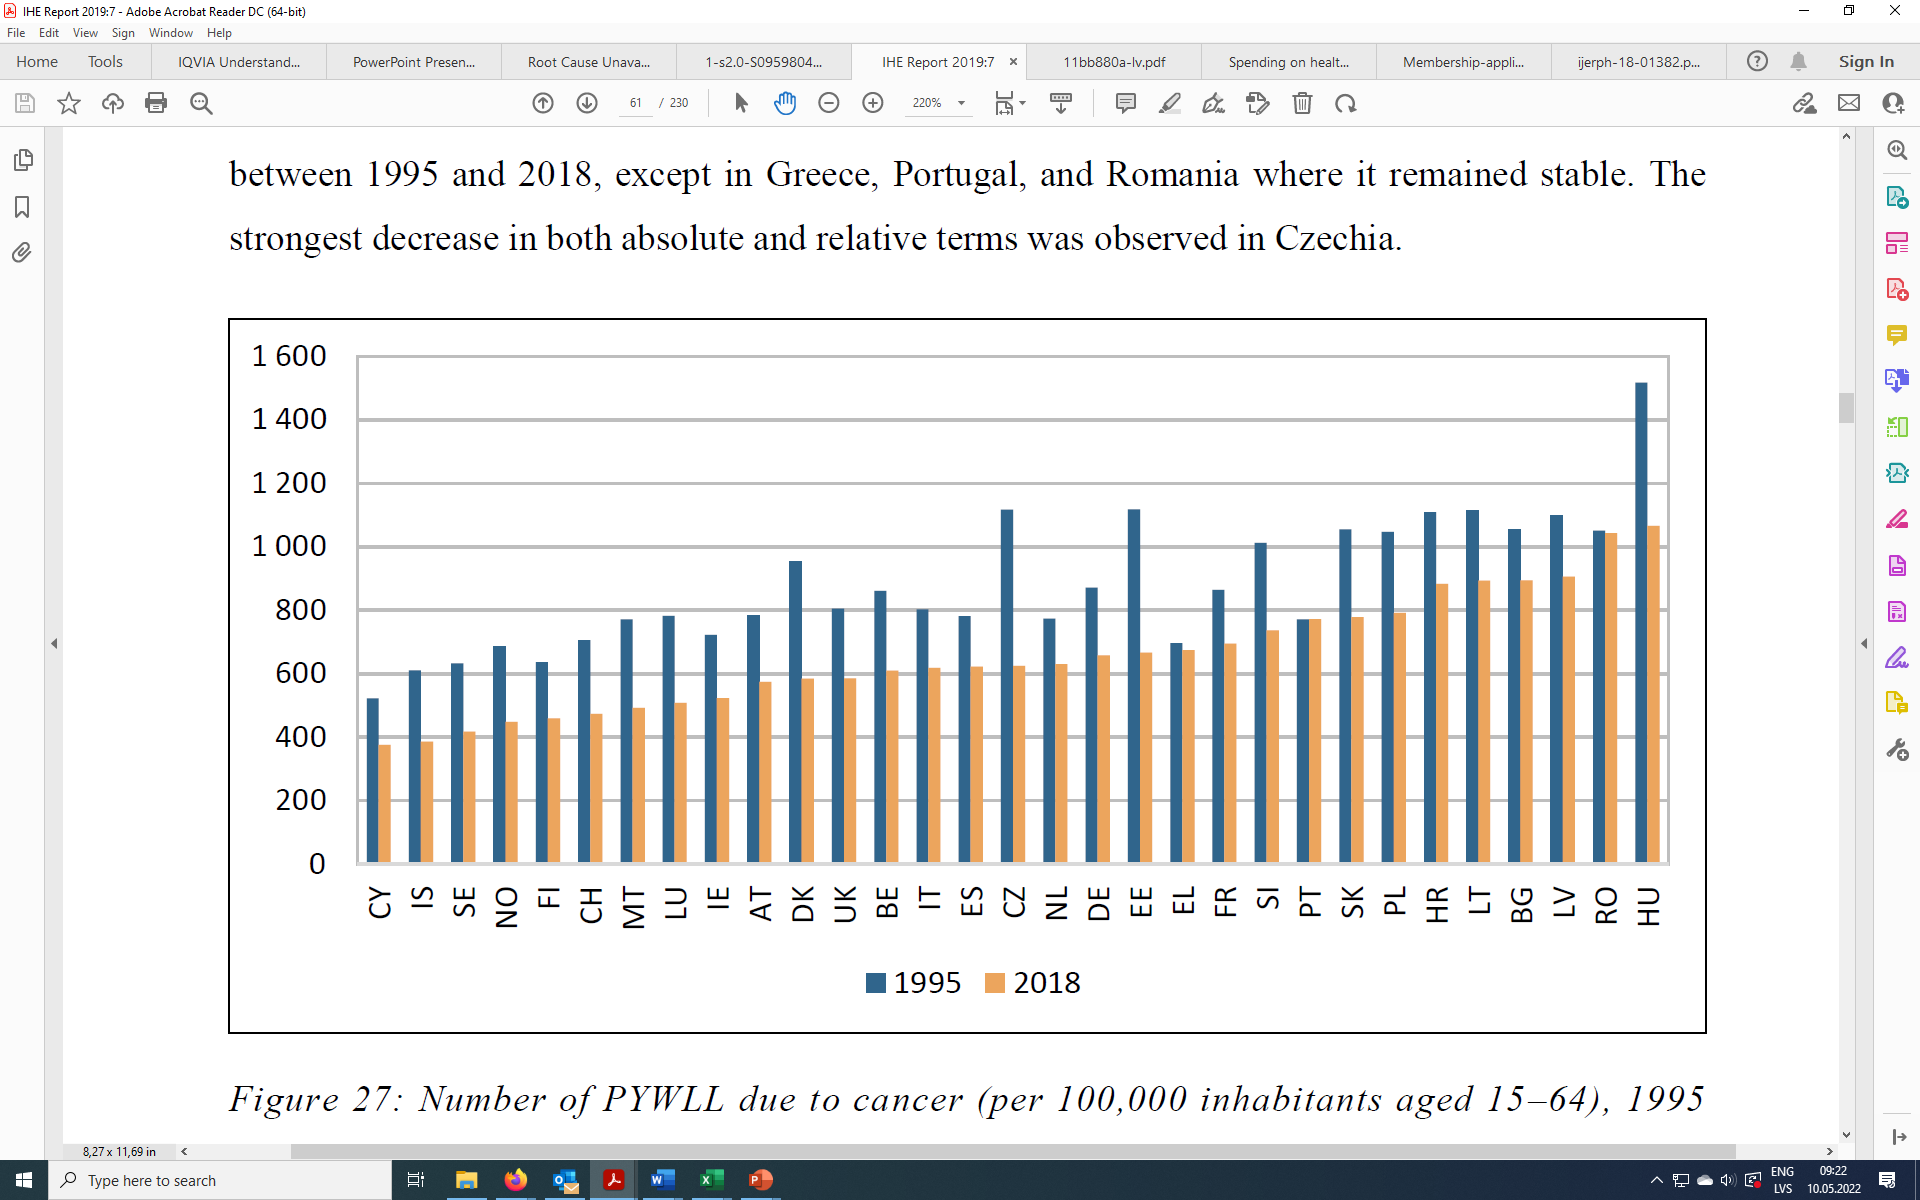 IHE Report 2019:7 - Adobe Acrobat Reader DC (64-bit)
File Edit View Sign Window Help
Home Tools IQVIA Understand... PowerPoint Presen... Root Cause Unava... 1-s2.0-S0959804... IHE Report 2019:7 × 11bb880a-lv.pdf Spending on healt... Membership-appli... ijerph-18-01382.p... Sign In
61 / 230 220%
between 1995 and 2018, except in Greece, Portugal, and Romania where it remained stable. The
strongest decrease in both absolute and relative terms was observed in Czechia.
1 600
1 400
1 200
1 000
800
600
400
200
0
CY IS SE NO FI CH MT LU IE AT DK UK BE IT ES CZ NL DE EE EL FR SI PT SK PL HR LT BG LV RO HU
1995 2018
Figure 27: Number of PYWLL due to cancer (per 100,000 inhabitants aged 15–64), 1995
8,27 x 11,69 in
Type here to search
ENG 09:22
LVS 10.05.2022